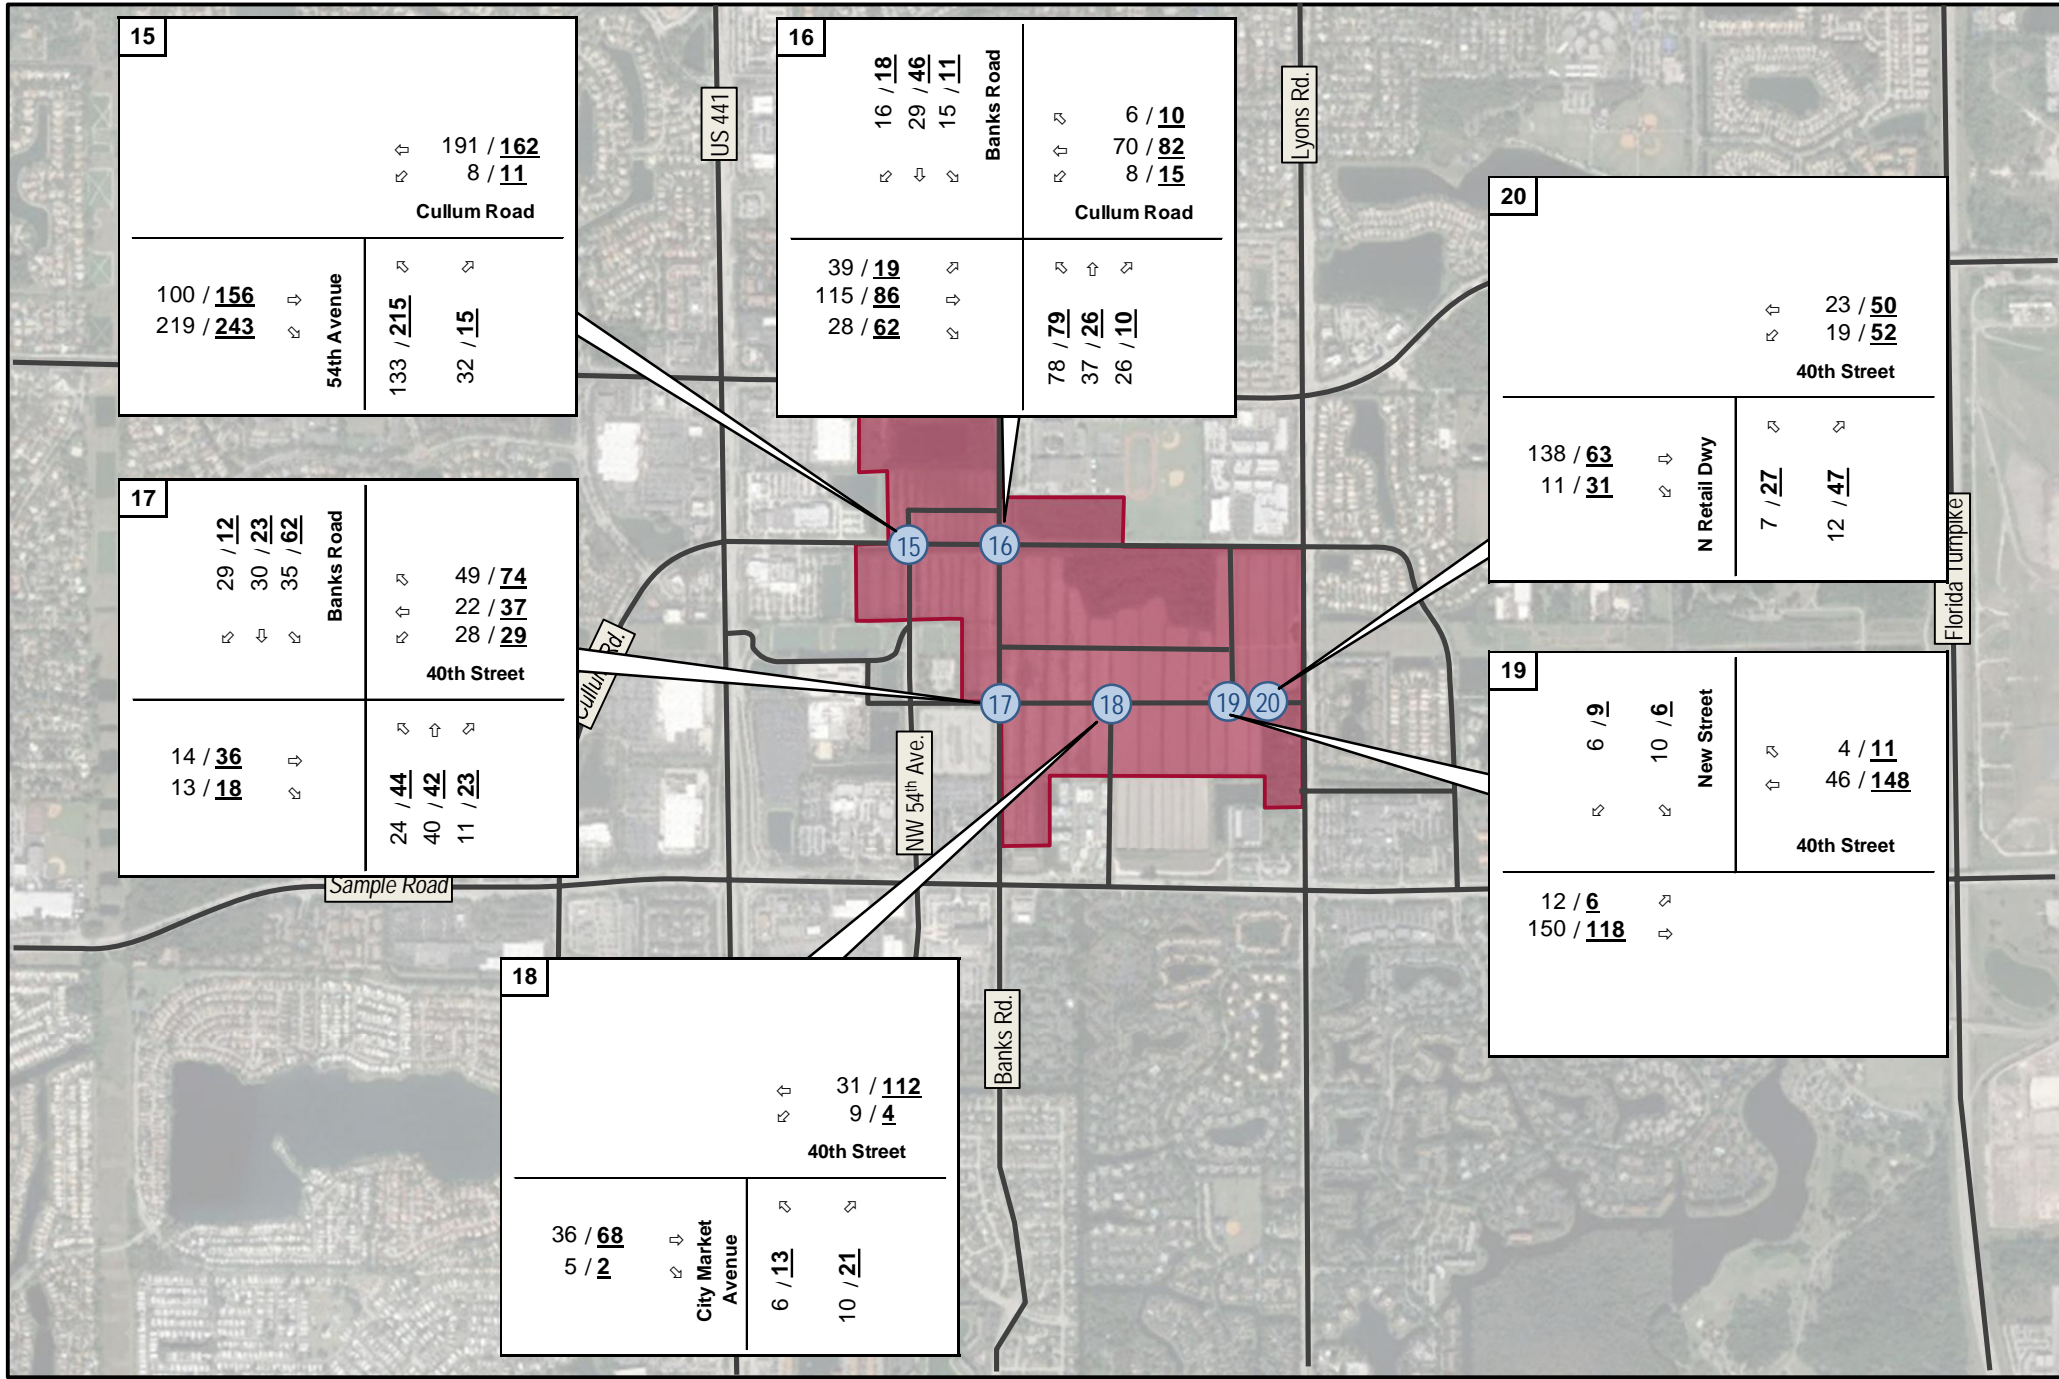 15
191 / 162
8 / 11
Cullum Road
100 / 156
219 / 243
54th Avenue
133 / 215
32 / 15
16
16 / 18
29 / 46
15 / 11
Banks Road
6 / 10
70 / 82
8 / 15
Cullum Road
39 / 19
115 / 86
28 / 62
78 / 79
37 / 26
26 / 10
20
23 / 50
19 / 52
40th Street
138 / 63
11 / 31
N Retail Dwy
7 / 27
12 / 47
17
29 / 12
30 / 23
35 / 62
Banks Road
49 / 74
22 / 37
28 / 29
40th Street
14 / 36
13 / 18
24 / 44
40 / 42
11 / 23
19
6 / 9
10 / 6
New Street
4 / 11
46 / 148
40th Street
12 / 6
150 / 118
18
31 / 112
9 / 4
40th Street
36 / 68
5 / 2
City Market
Avenue
6 / 13
10 / 21
US 441
Lyons Rd.
Florida Turnpike
Cullum Rd.
NW 54th Ave.
Sample Road
Banks Rd.
15
16
17
18
19
20